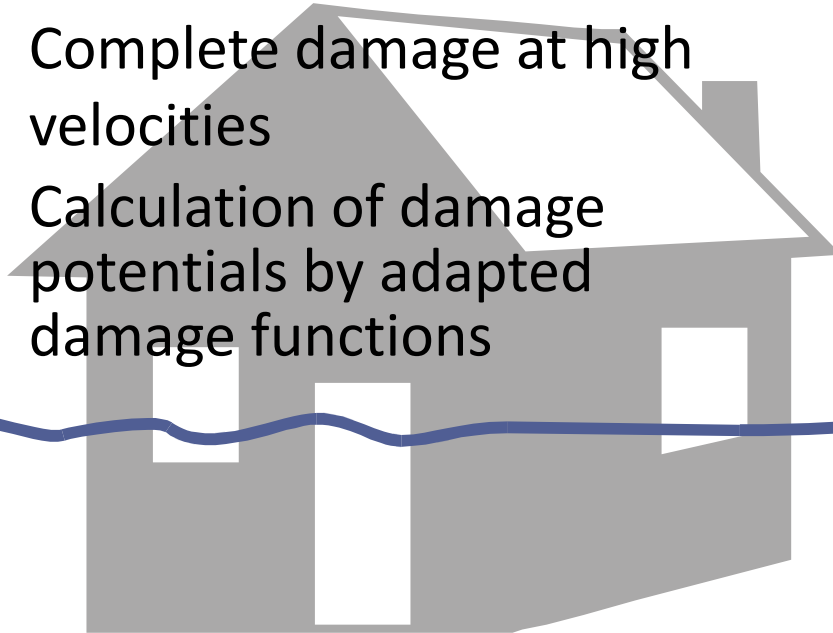 Complete damage at high
velocities
Calculation of damage
potentials by adapted
damage functions